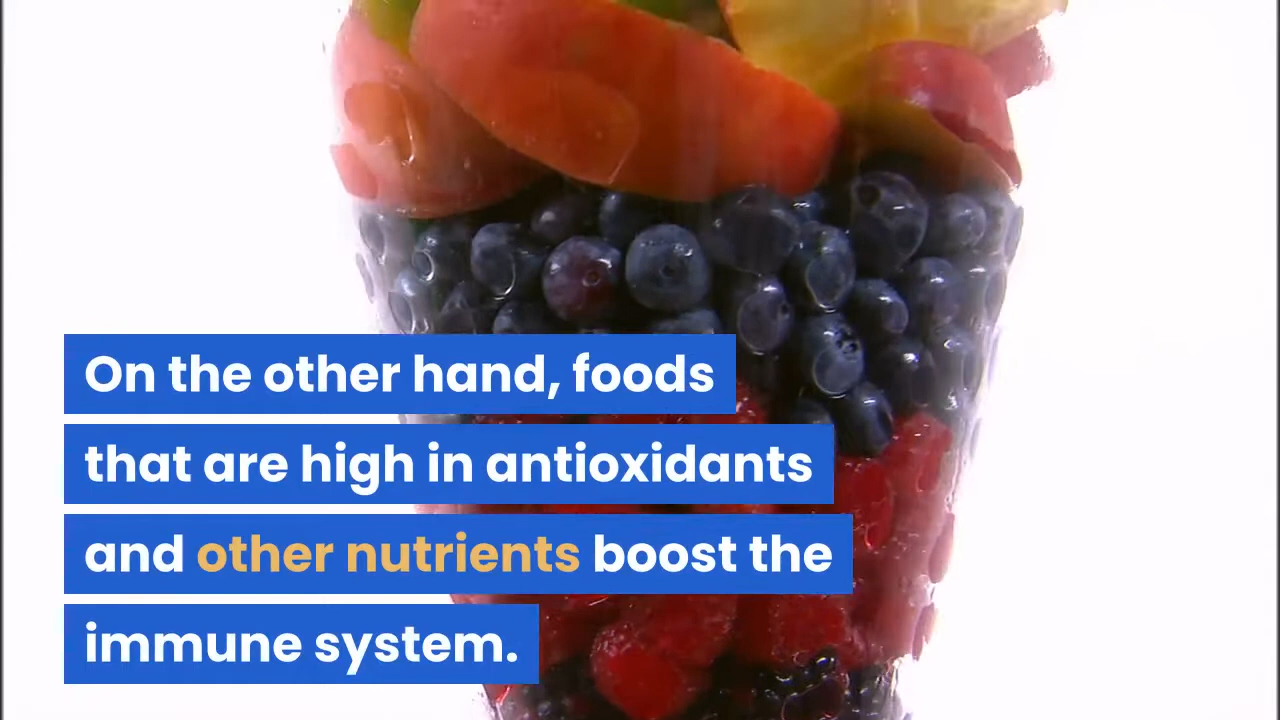 On the other hand, foods
that are high in antioxidants
and other nutrients boost the
immune system.